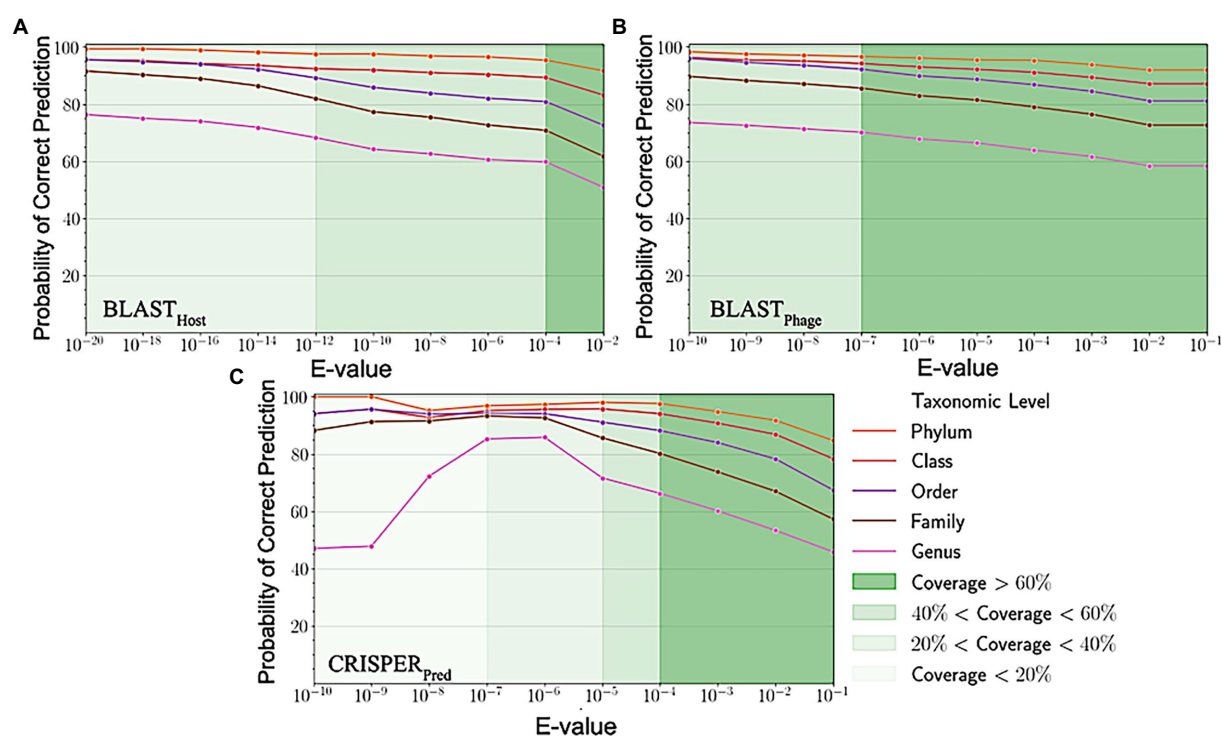 A
Probability of Correct Prediction
100
80
60
40
20
BLAST_Host
10^-20 10^-18 10^-16 10^-14 10^-12 10^-10 10^-8 10^-6 10^-4 10^-2
E-value
B
Probability of Correct Prediction
100
80
60
40
20
BLAST_Phage
10^-10 10^-9 10^-8 10^-7 10^-6 10^-5 10^-4 10^-3 10^-2 10^-1
E-value
C
Probability of Correct Prediction
100
80
60
40
20
CRISPER_Pred
10^-10 10^-9 10^-8 10^-7 10^-6 10^-5 10^-4 10^-3 10^-2 10^-1
E-value
Taxonomic Level
Phylum
Class
Order
Family
Genus
Coverage > 60%
40% < Coverage < 60%
20% < Coverage < 40%
Coverage < 20%